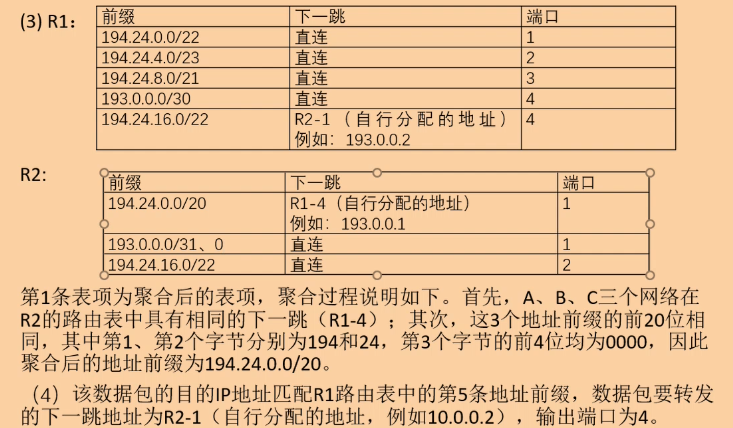 (3) R1：
前缀 下一跳 端口
194.24.0.0/22 直连 1
194.24.4.0/23 直连 2
194.24.8.0/21 直连 3
193.0.0.0/30 直连 4
194.24.16.0/22 R2-1（自行分配的地址） 4
例如：193.0.0.2
R2:
前缀 下一跳 端口
194.24.0.0/20 R1-4（自行分配的地址） 1
例如：193.0.0.1
193.0.0.0/31、0 直连 1
194.24.16.0/22 直连 2
第1条表项为聚合后的表项，聚合过程说明如下。首先，A、B、C三个网络在
R2的路由表中具有相同的下一跳（R1-4）；其次，这3个地址前缀的前20位相
同，其中第1、第2个字节分别为194和24，第3个字节的前4位均为0000，因此
聚合后的地址前缀为194.24.0.0/20。
（4）该数据包的目的IP地址匹配R1路由表中的第5条地址前缀，数据包要转发
的下一跳地址为R2-1（自行分配的地址，例如10.0.0.2），输出端口为4。